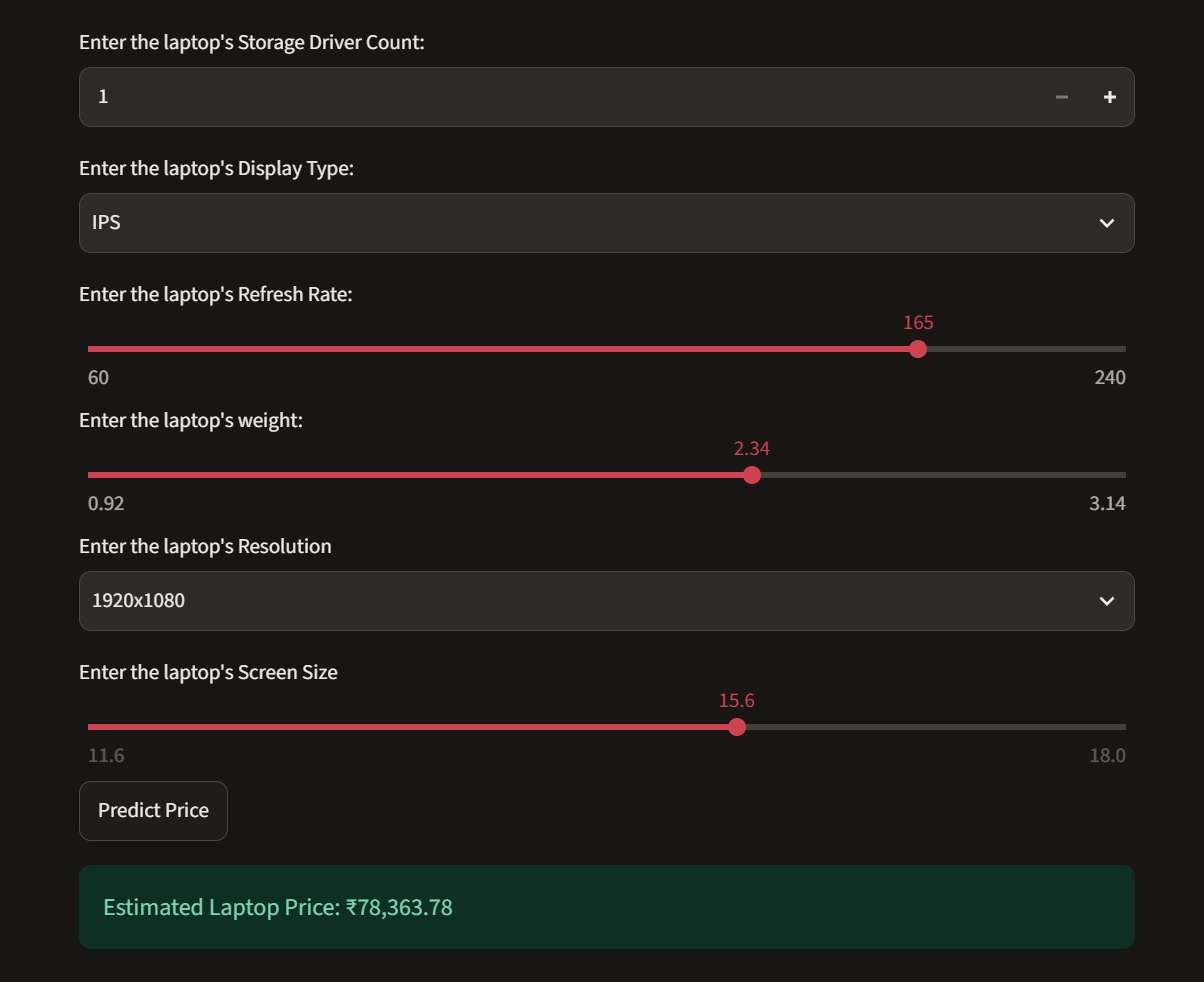 Enter the laptop's Storage Driver Count:
1
Enter the laptop's Display Type:
IPS
Enter the laptop's Refresh Rate:
165
60 240
Enter the laptop's weight:
2.34
0.92 3.14
Enter the laptop's Resolution
1920x1080
Enter the laptop's Screen Size
15.6
11.6 18.0
Predict Price
Estimated Laptop Price: ₹78,363.78